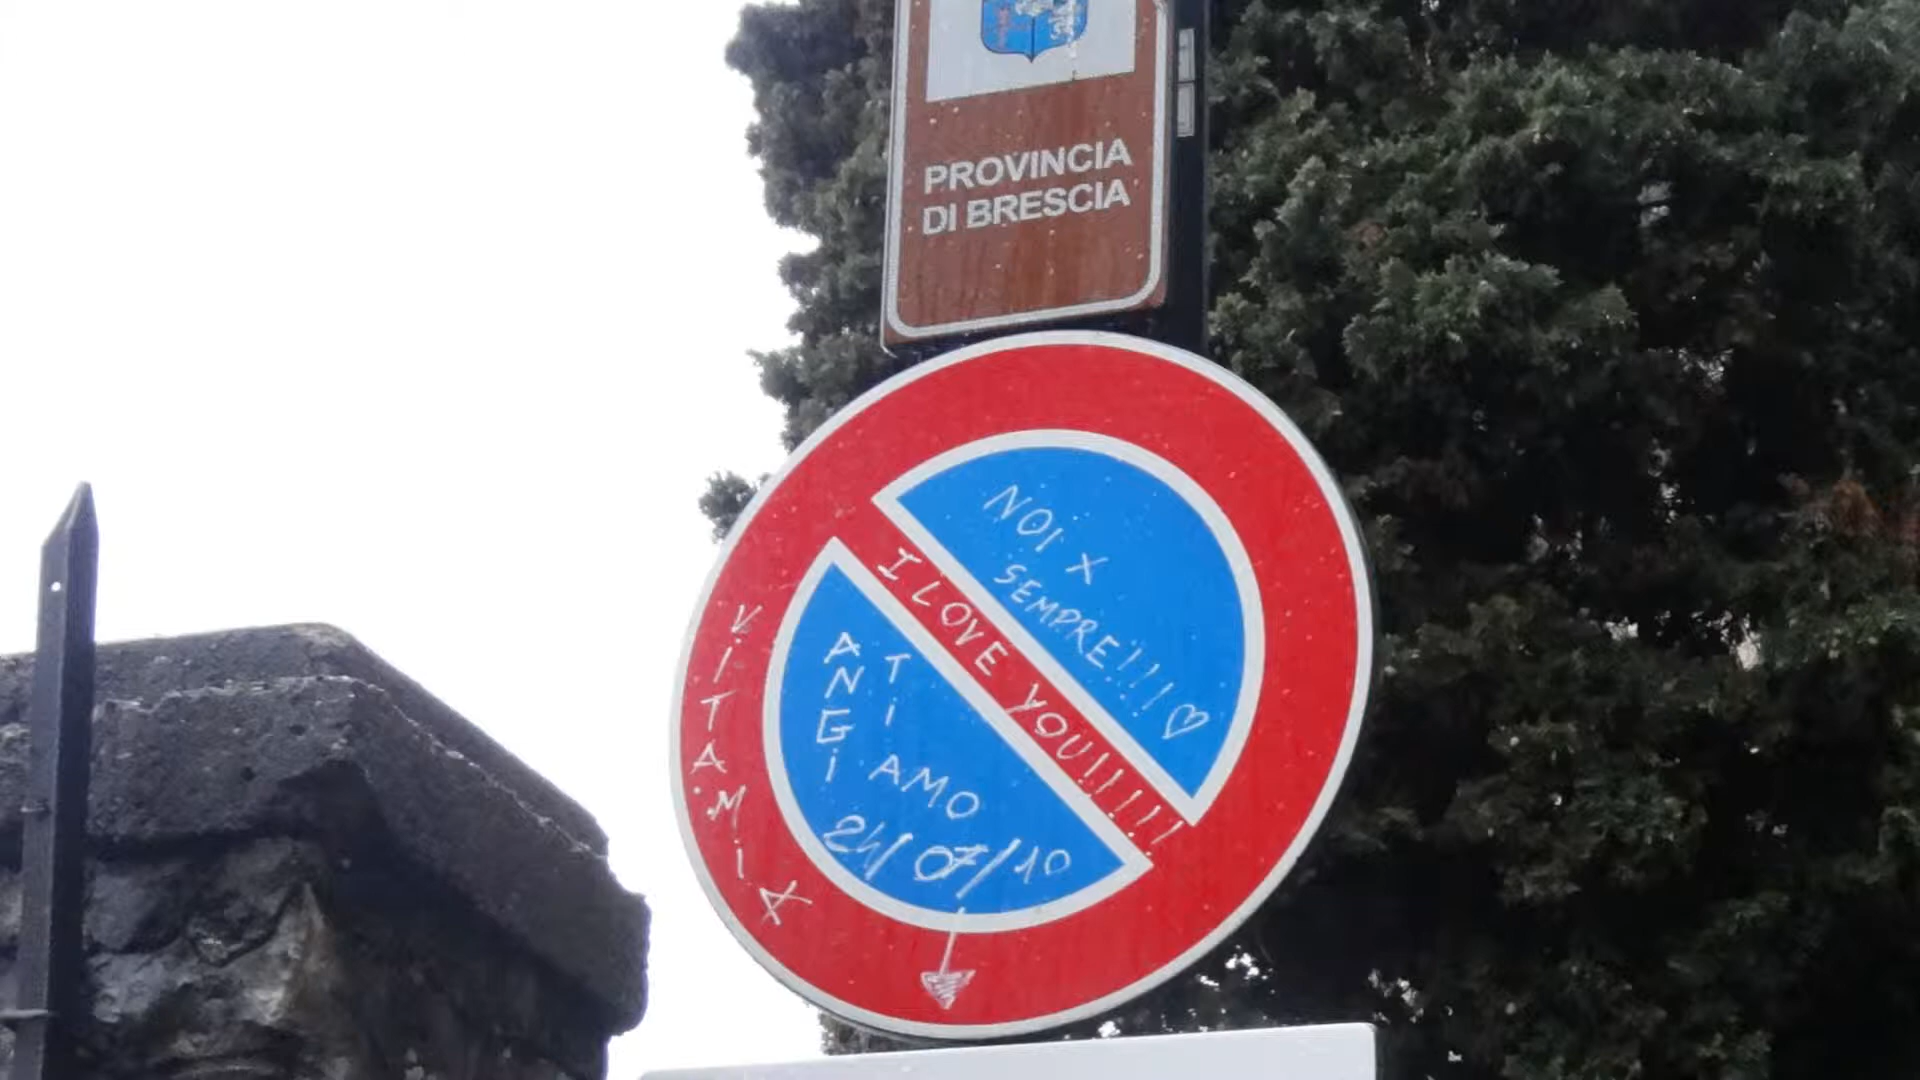 PROVINCIA
DI BRESCIA
NOI X
SEMPRE!!!♡
I LOVE YOU!!!!!
ANGI
TI
AMO
24/07/10
VITA MIA